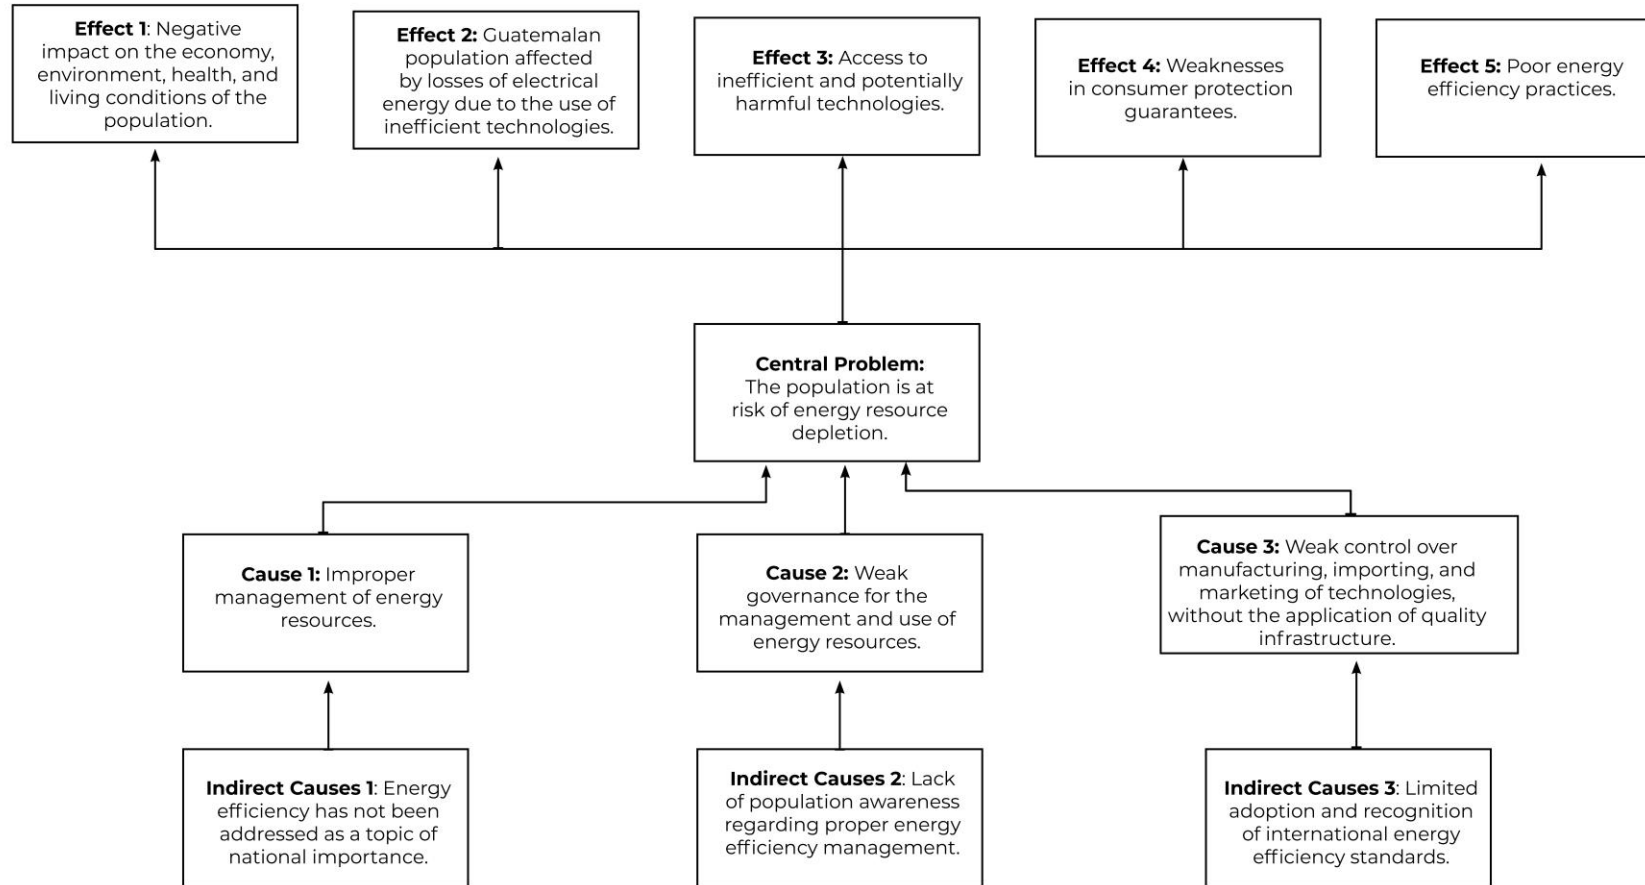 Effect 1: Negative
impact on the economy,
environment, health, and
living conditions of the
population.
Effect 2: Guatemalan
population affected
by losses of electrical
energy due to the use of
inefficient technologies.
Effect 3: Access to
inefficient and potentially
harmful technologies.
Effect 4: Weaknesses
in consumer protection
guarantees.
Effect 5: Poor energy
efficiency practices.
Central Problem:
The population is at
risk of energy resource
depletion.
Cause 1: Improper
management of energy
resources.
Cause 2: Weak
governance for the
management and use of
energy resources.
Cause 3: Weak control over
manufacturing, importing, and
marketing of technologies,
without the application of quality
infrastructure.
Indirect Causes 1: Energy
efficiency has not been
addressed as a topic of
national importance.
Indirect Causes 2: Lack
of population awareness
regarding proper energy
efficiency management.
Indirect Causes 3: Limited
adoption and recognition
of international energy
efficiency standards.